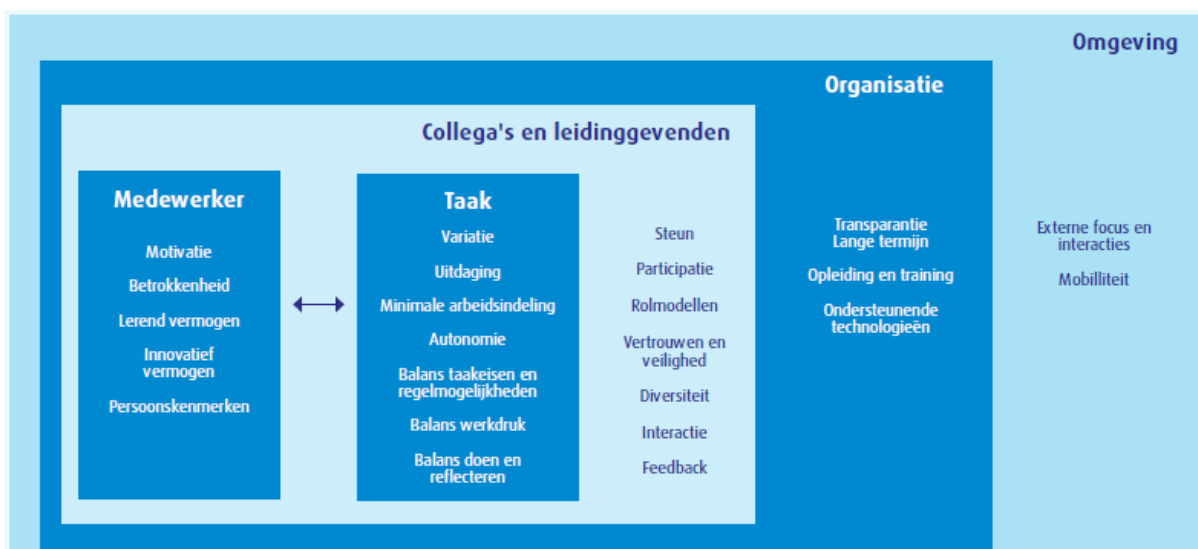 Omgeving
Organisatie
Collega's en leidinggevenden
Medewerker
Motivatie
Betrokkenheid
Lerend vermogen
Innovatief
vermogen
Persoonskenmerken
Taak
Variatie
Uitdaging
Minimale arbeidsindeling
Autonomie
Balans taakeisen en
regelmogelijkheden
Balans werkdruk
Balans doen en
reflecteren
Steun
Participatie
Rolmodellen
Vertrouwen en
veilighed
Diversiteit
Interactie
Feedback
Transparantie
Lange termijn
Opleiding en training
Ondersteunende
technologieën
Externe focus en
interacties
Mobilliteit